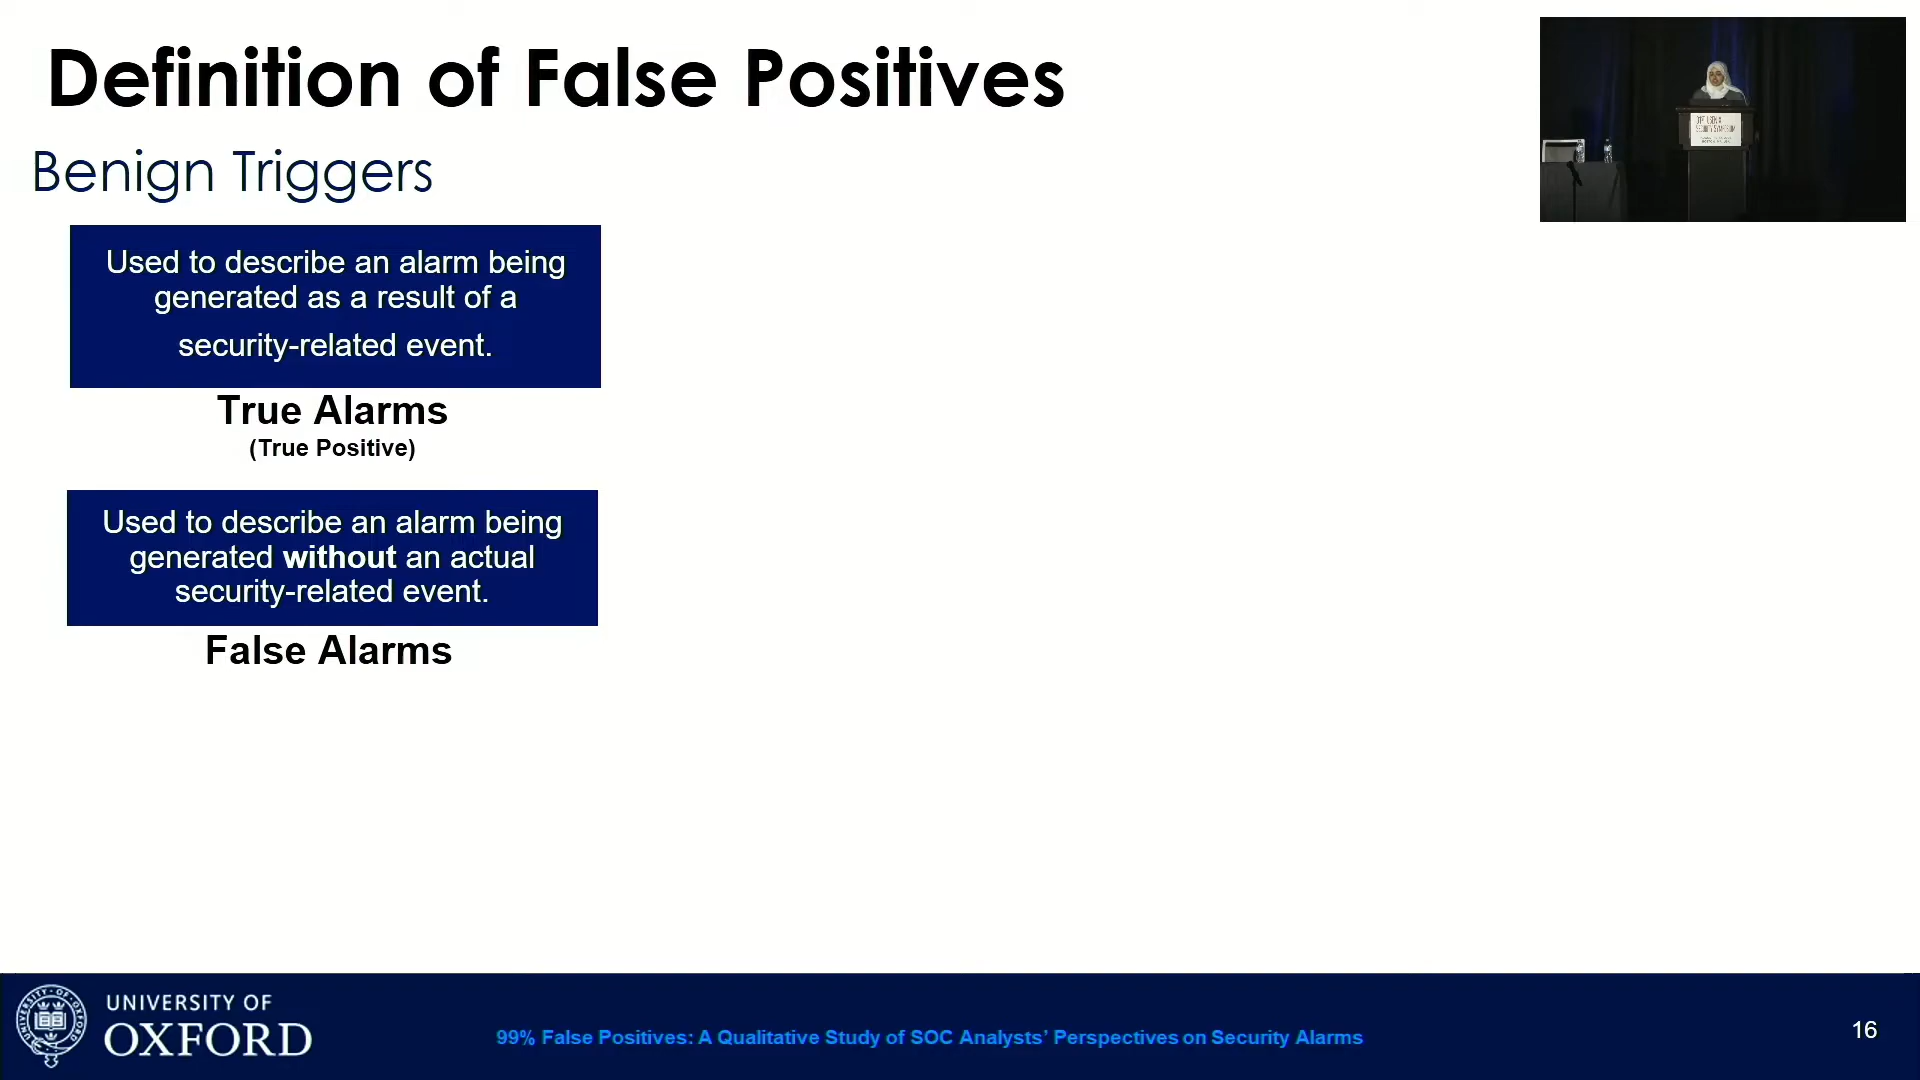 Definition of False Positives
Benign Triggers
Used to describe an alarm being
generated as a result of a
security-related event.
True Alarms
(True Positive)
Used to describe an alarm being
generated without an actual
security-related event.
False Alarms
SECURITY SYMPOSIUM
UNIVERSITY OF
OXFORD
99% False Positives: A Qualitative Study of SOC Analysts’ Perspectives on Security Alarms
16